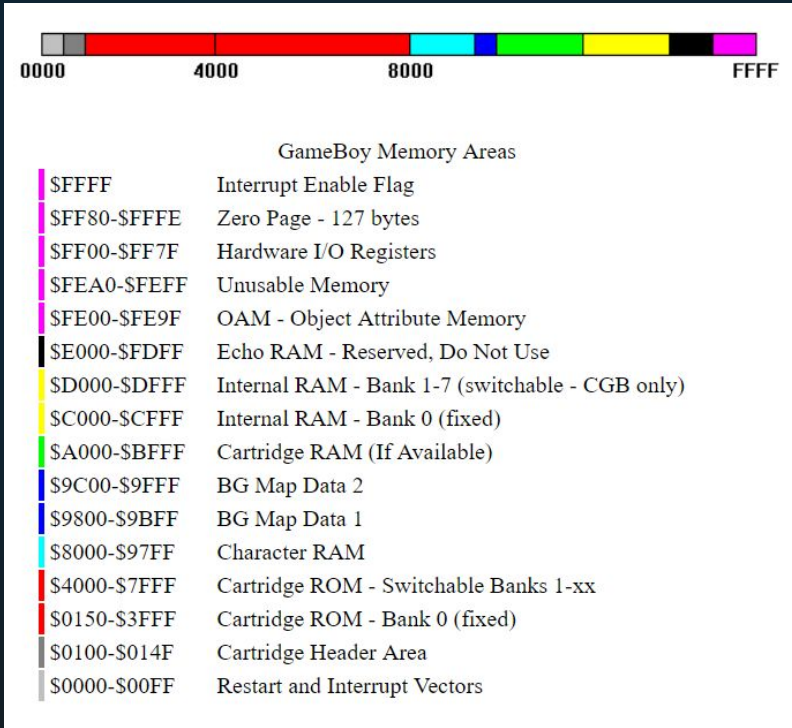 0000 4000 8000 FFFF
GameBoy Memory Areas
$FFFF Interrupt Enable Flag
$FF80-$FFFE Zero Page - 127 bytes
$FF00-$FF7F Hardware I/O Registers
$FEA0-$FEFF Unusable Memory
$FE00-$FE9F OAM - Object Attribute Memory
$E000-$FDFF Echo RAM - Reserved, Do Not Use
$D000-$DFFF Internal RAM - Bank 1-7 (switchable - CGB only)
$C000-$CFFF Internal RAM - Bank 0 (fixed)
$A000-$BFFF Cartridge RAM (If Available)
$9C00-$9FFF BG Map Data 2
$9800-$9BFF BG Map Data 1
$8000-$97FF Character RAM
$4000-$7FFF Cartridge ROM - Switchable Banks 1-xx
$0150-$3FFF Cartridge ROM - Bank 0 (fixed)
$0100-$014F Cartridge Header Area
$0000-$00FF Restart and Interrupt Vectors